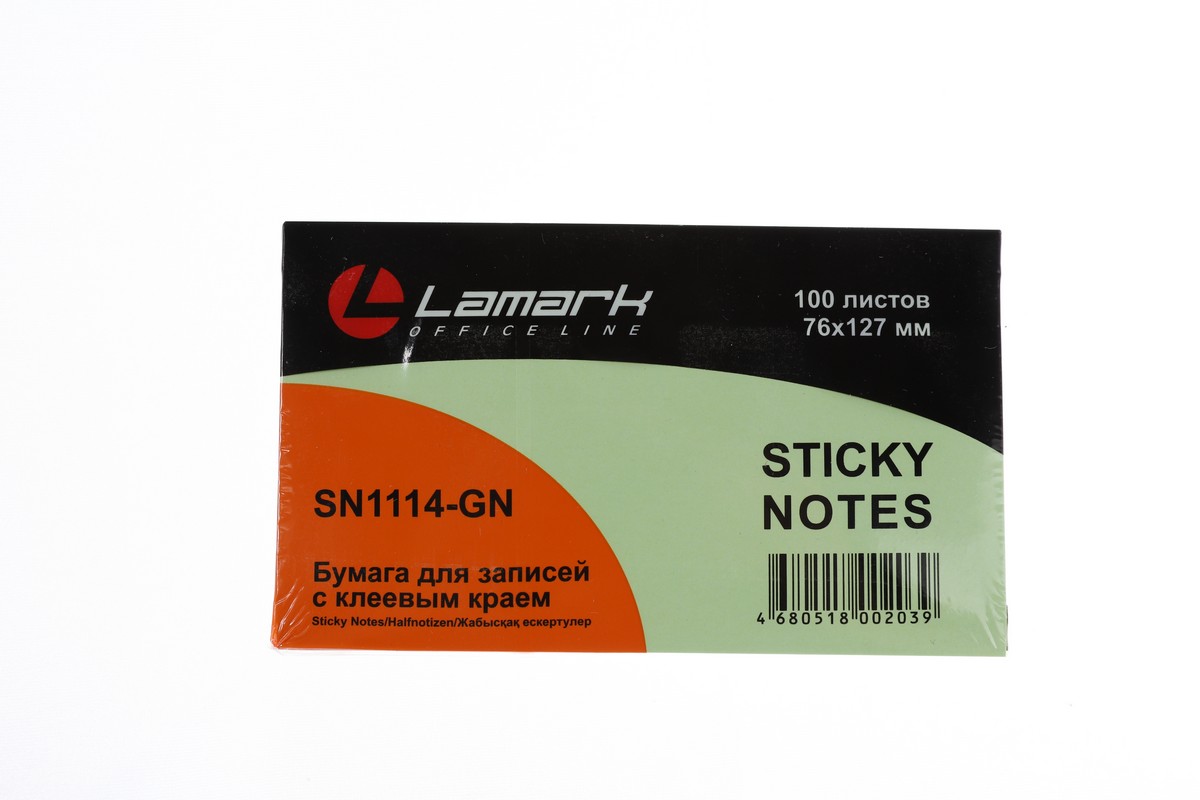 Lamark
OFFICE LINE
100 листов
76x127 мм
STICKY
NOTES
SN1114-GN
Бумага для записей
с клеевым краем
Sticky Notes/Halfnotizen/Жабысқақ ескертулер
4 680518 002039